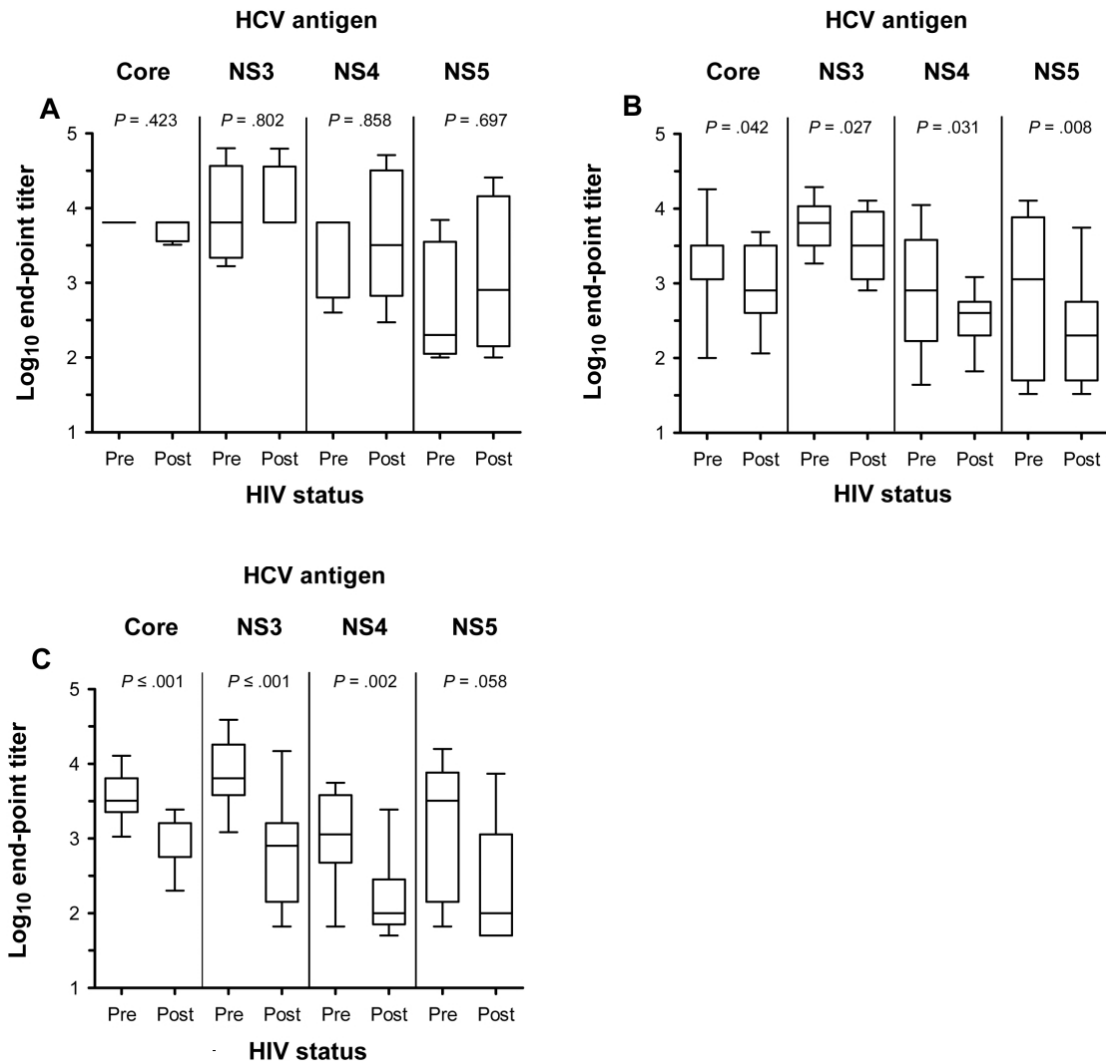 HCV antigen
Core NS3 NS4 NS5
A
P = .423 P = .802 P = .858 P = .697
Log10 end-point titer
5
4
3
2
1
Pre Post Pre Post Pre Post Pre Post
HIV status
HCV antigen
Core NS3 NS4 NS5
B
P = .042 P = .027 P = .031 P = .008
Log10 end-point titer
5
4
3
2
1
Pre Post Pre Post Pre Post Pre Post
HIV status
HCV antigen
Core NS3 NS4 NS5
C
P ≤ .001 P ≤ .001 P = .002 P = .058
Log10 end-point titer
5
4
3
2
1
Pre Post Pre Post Pre Post Pre Post
HIV status